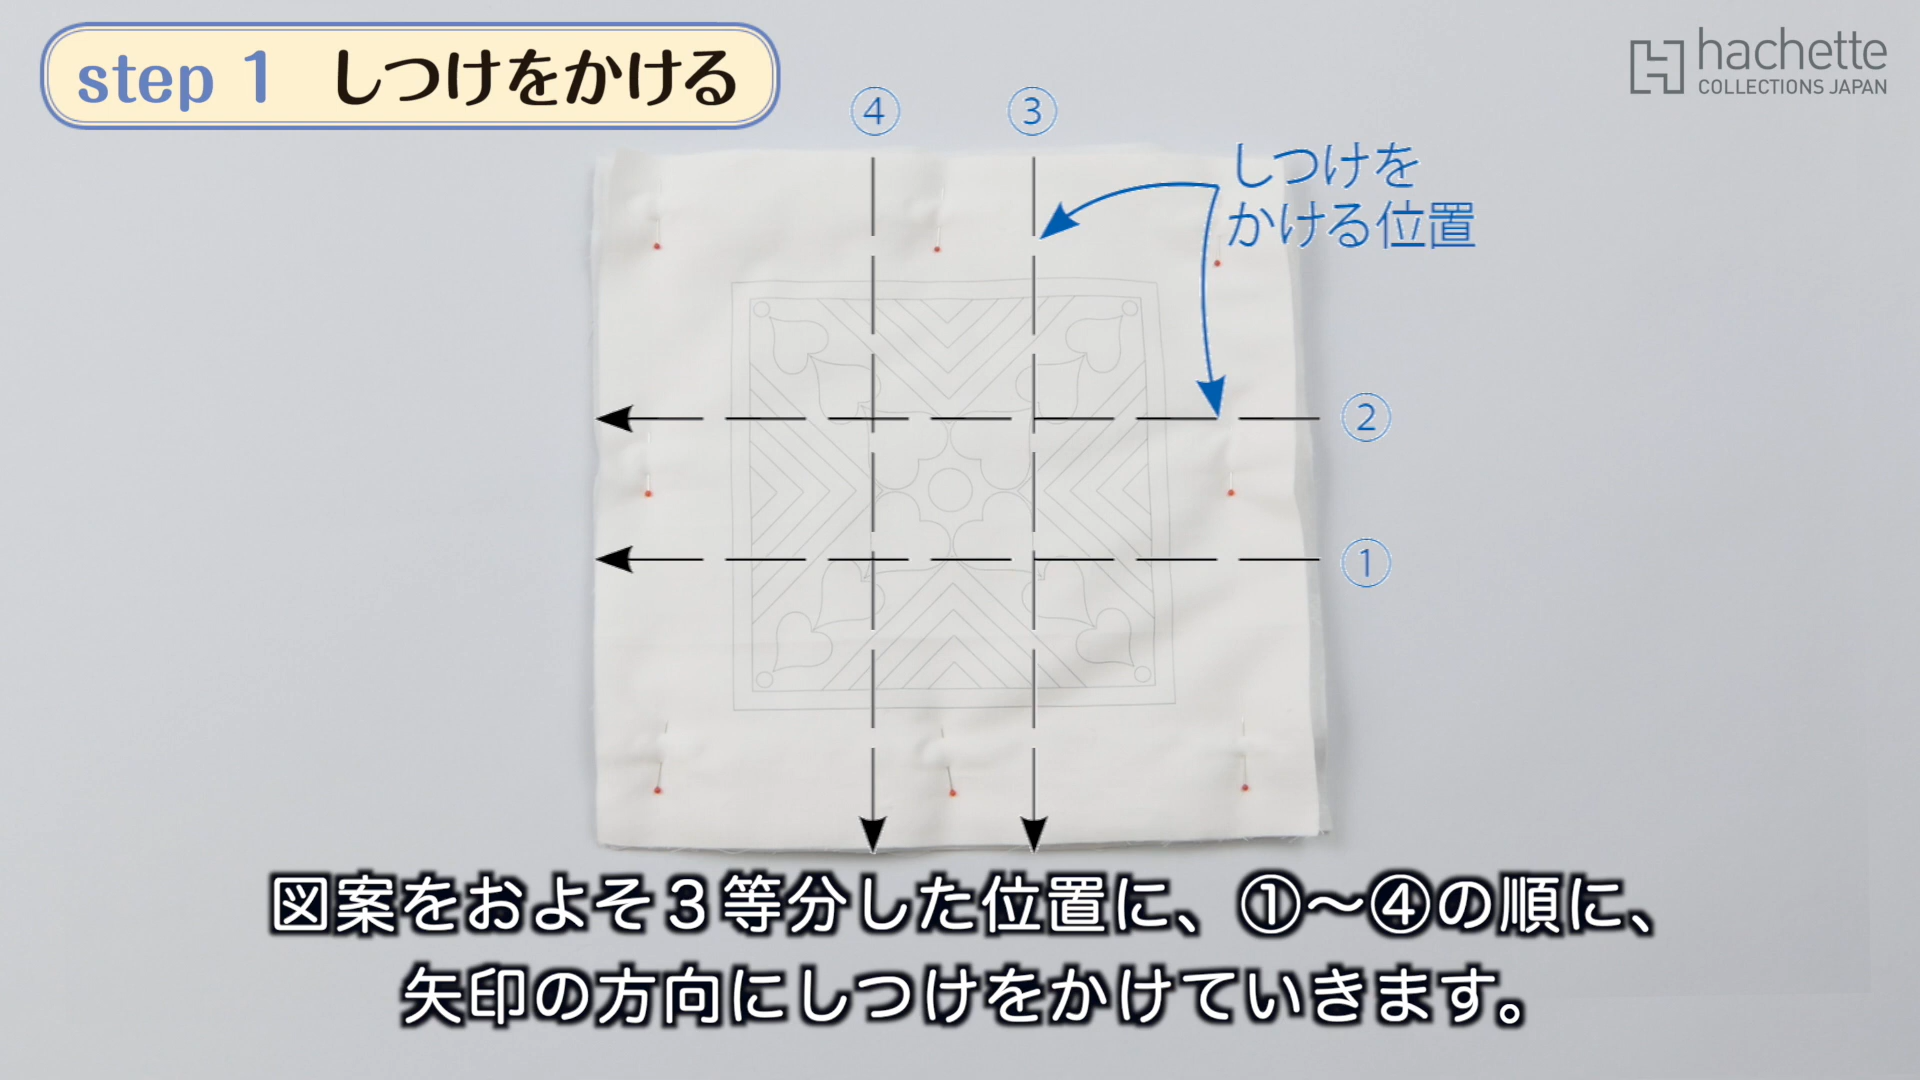 step 1 しつけをかける
hachette
COLLECTIONS JAPAN
④
③
しつけを
かける位置
②
①
図案をおよそ3等分した位置に、①〜④の順に、
矢印の方向にしつけをかけていきます。